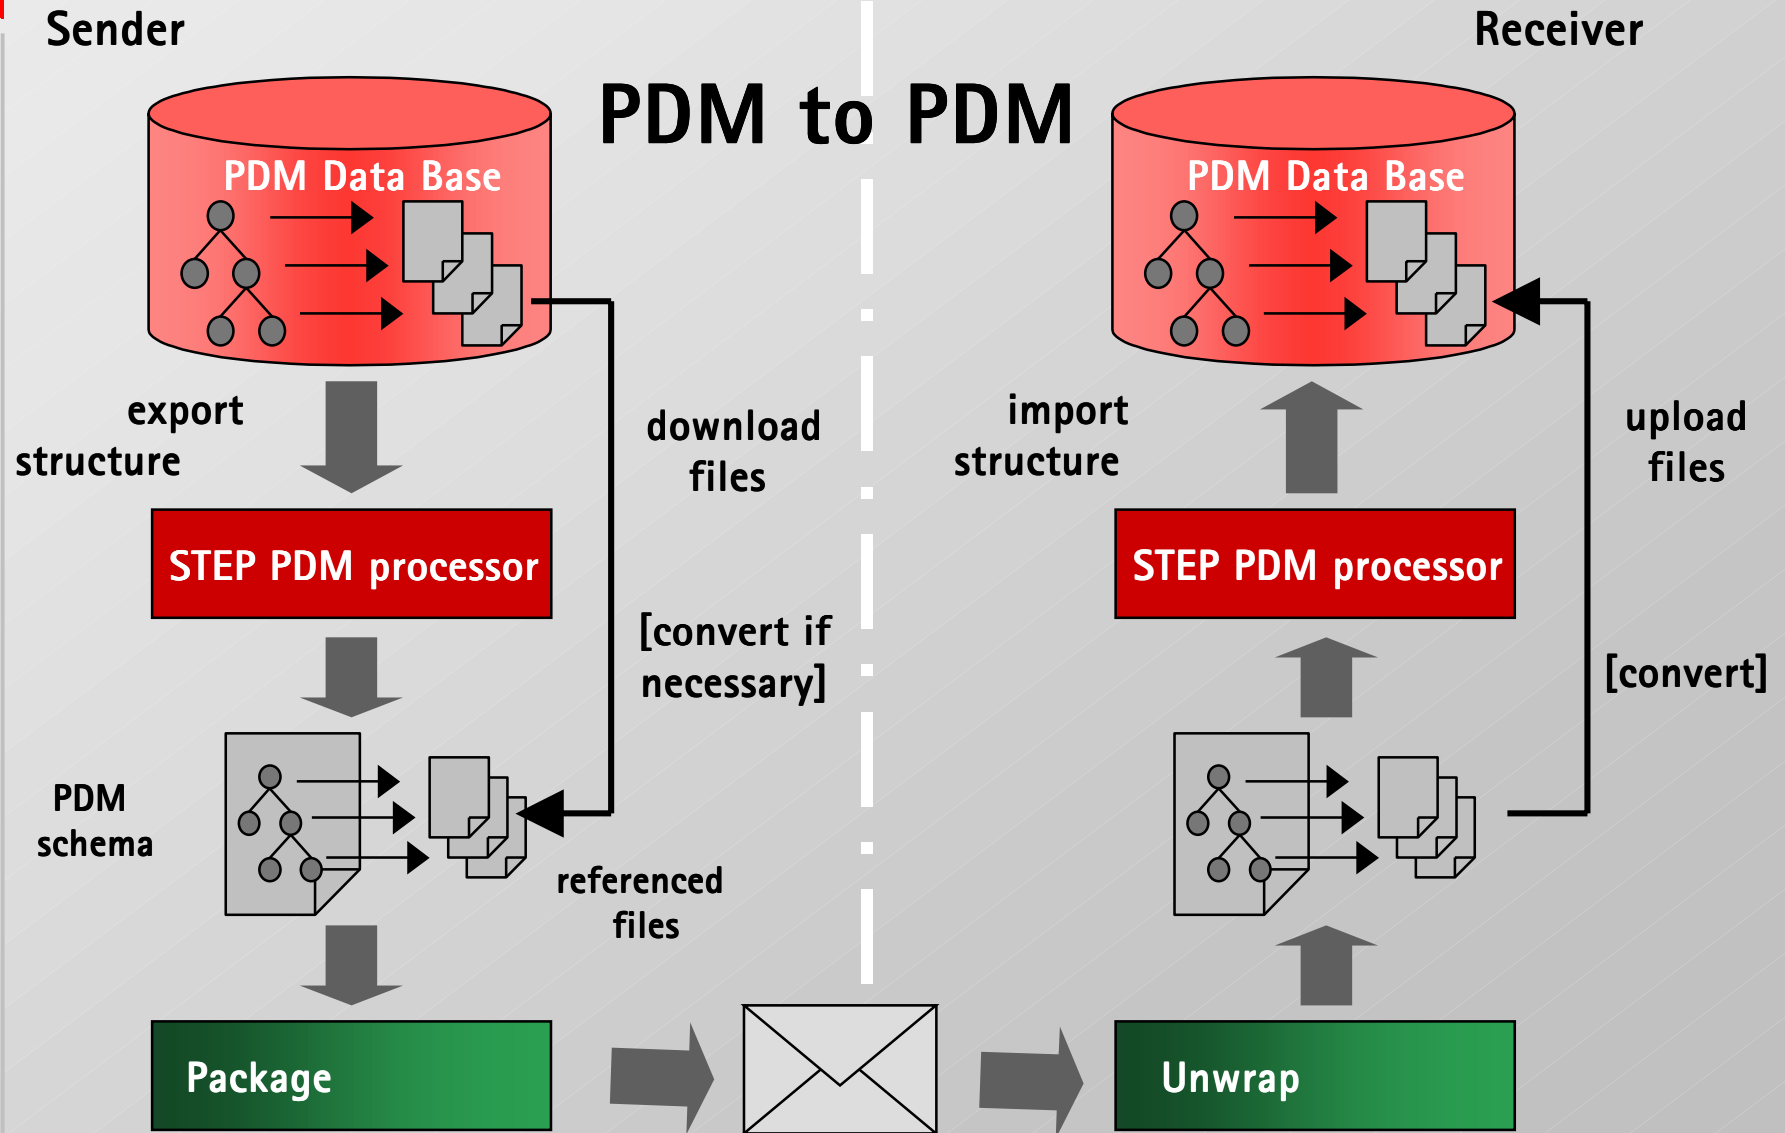 Sender
Receiver
PDM to PDM
PDM Data Base
PDM Data Base
export
structure
download
files
import
structure
upload
files
STEP PDM processor
STEP PDM processor
[convert if
necessary]
[convert]
PDM
schema
referenced
files
Package
Unwrap